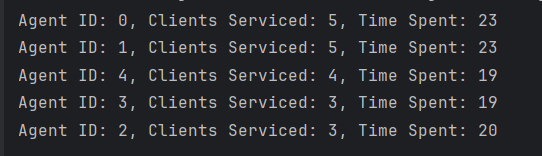 Agent ID: 0, Clients Serviced: 5, Time Spent: 23
Agent ID: 1, Clients Serviced: 5, Time Spent: 23
Agent ID: 4, Clients Serviced: 4, Time Spent: 19
Agent ID: 3, Clients Serviced: 3, Time Spent: 19
Agent ID: 2, Clients Serviced: 3, Time Spent: 20